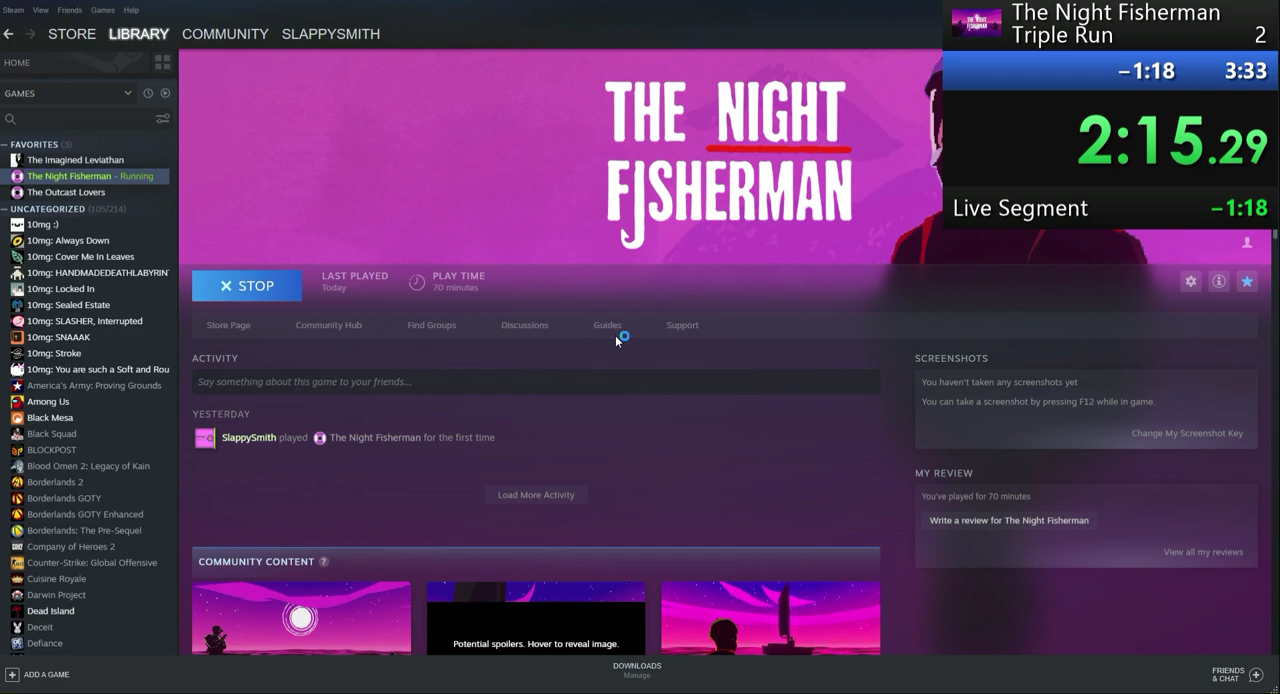 Steam View Friends Games Help
STORE LIBRARY COMMUNITY SLAPPYSMITH
HOME
GAMES
– FAVORITES (3)
The Imagined Leviathan
The Night Fisherman - Running
The Outcast Lovers
– UNCATEGORIZED (105/214)
10mg :)
10mg: Always Down
10mg: Cover Me In Leaves
10mg: HANDMADEDEATHLABYRIN
10mg: Locked In
10mg: Sealed Estate
10mg: SLASHER, Interrupted
10mg: SNAAAK
10mg: Stroke
10mg: You are such a Soft and Rou
America's Army: Proving Grounds
Among Us
Black Mesa
Black Squad
BLOCKPOST
Blood Omen 2: Legacy of Kain
Borderlands 2
Borderlands GOTY
Borderlands GOTY Enhanced
Borderlands: The Pre-Sequel
Company of Heroes 2
Counter-Strike: Global Offensive
Cuisine Royale
Darwin Project
Dead Island
Deceit
Defiance
+ ADD A GAME
THE NIGHT
FISHERMAN
THE NIGHT
FISHERMAN
The Night Fisherman
Triple Run 2
−1:18 3:33
2:15.29
Live Segment −1:18
X STOP
LAST PLAYED
Today
PLAY TIME
70 minutes
Store Page Community Hub Find Groups Discussions Guides Support
ACTIVITY
Say something about this game to your friends...
YESTERDAY
SlappySmith played The Night Fisherman for the first time
Load More Activity
COMMUNITY CONTENT ?
Potential spoilers. Hover to reveal image.
SCREENSHOTS
You haven't taken any screenshots yet
You can take a screenshot by pressing F12 while in game.
Change My Screenshot Key
MY REVIEW
You've played for 70 minutes
Write a review for The Night Fisherman
View all my reviews
DOWNLOADS
Manage
FRIENDS
& CHAT +